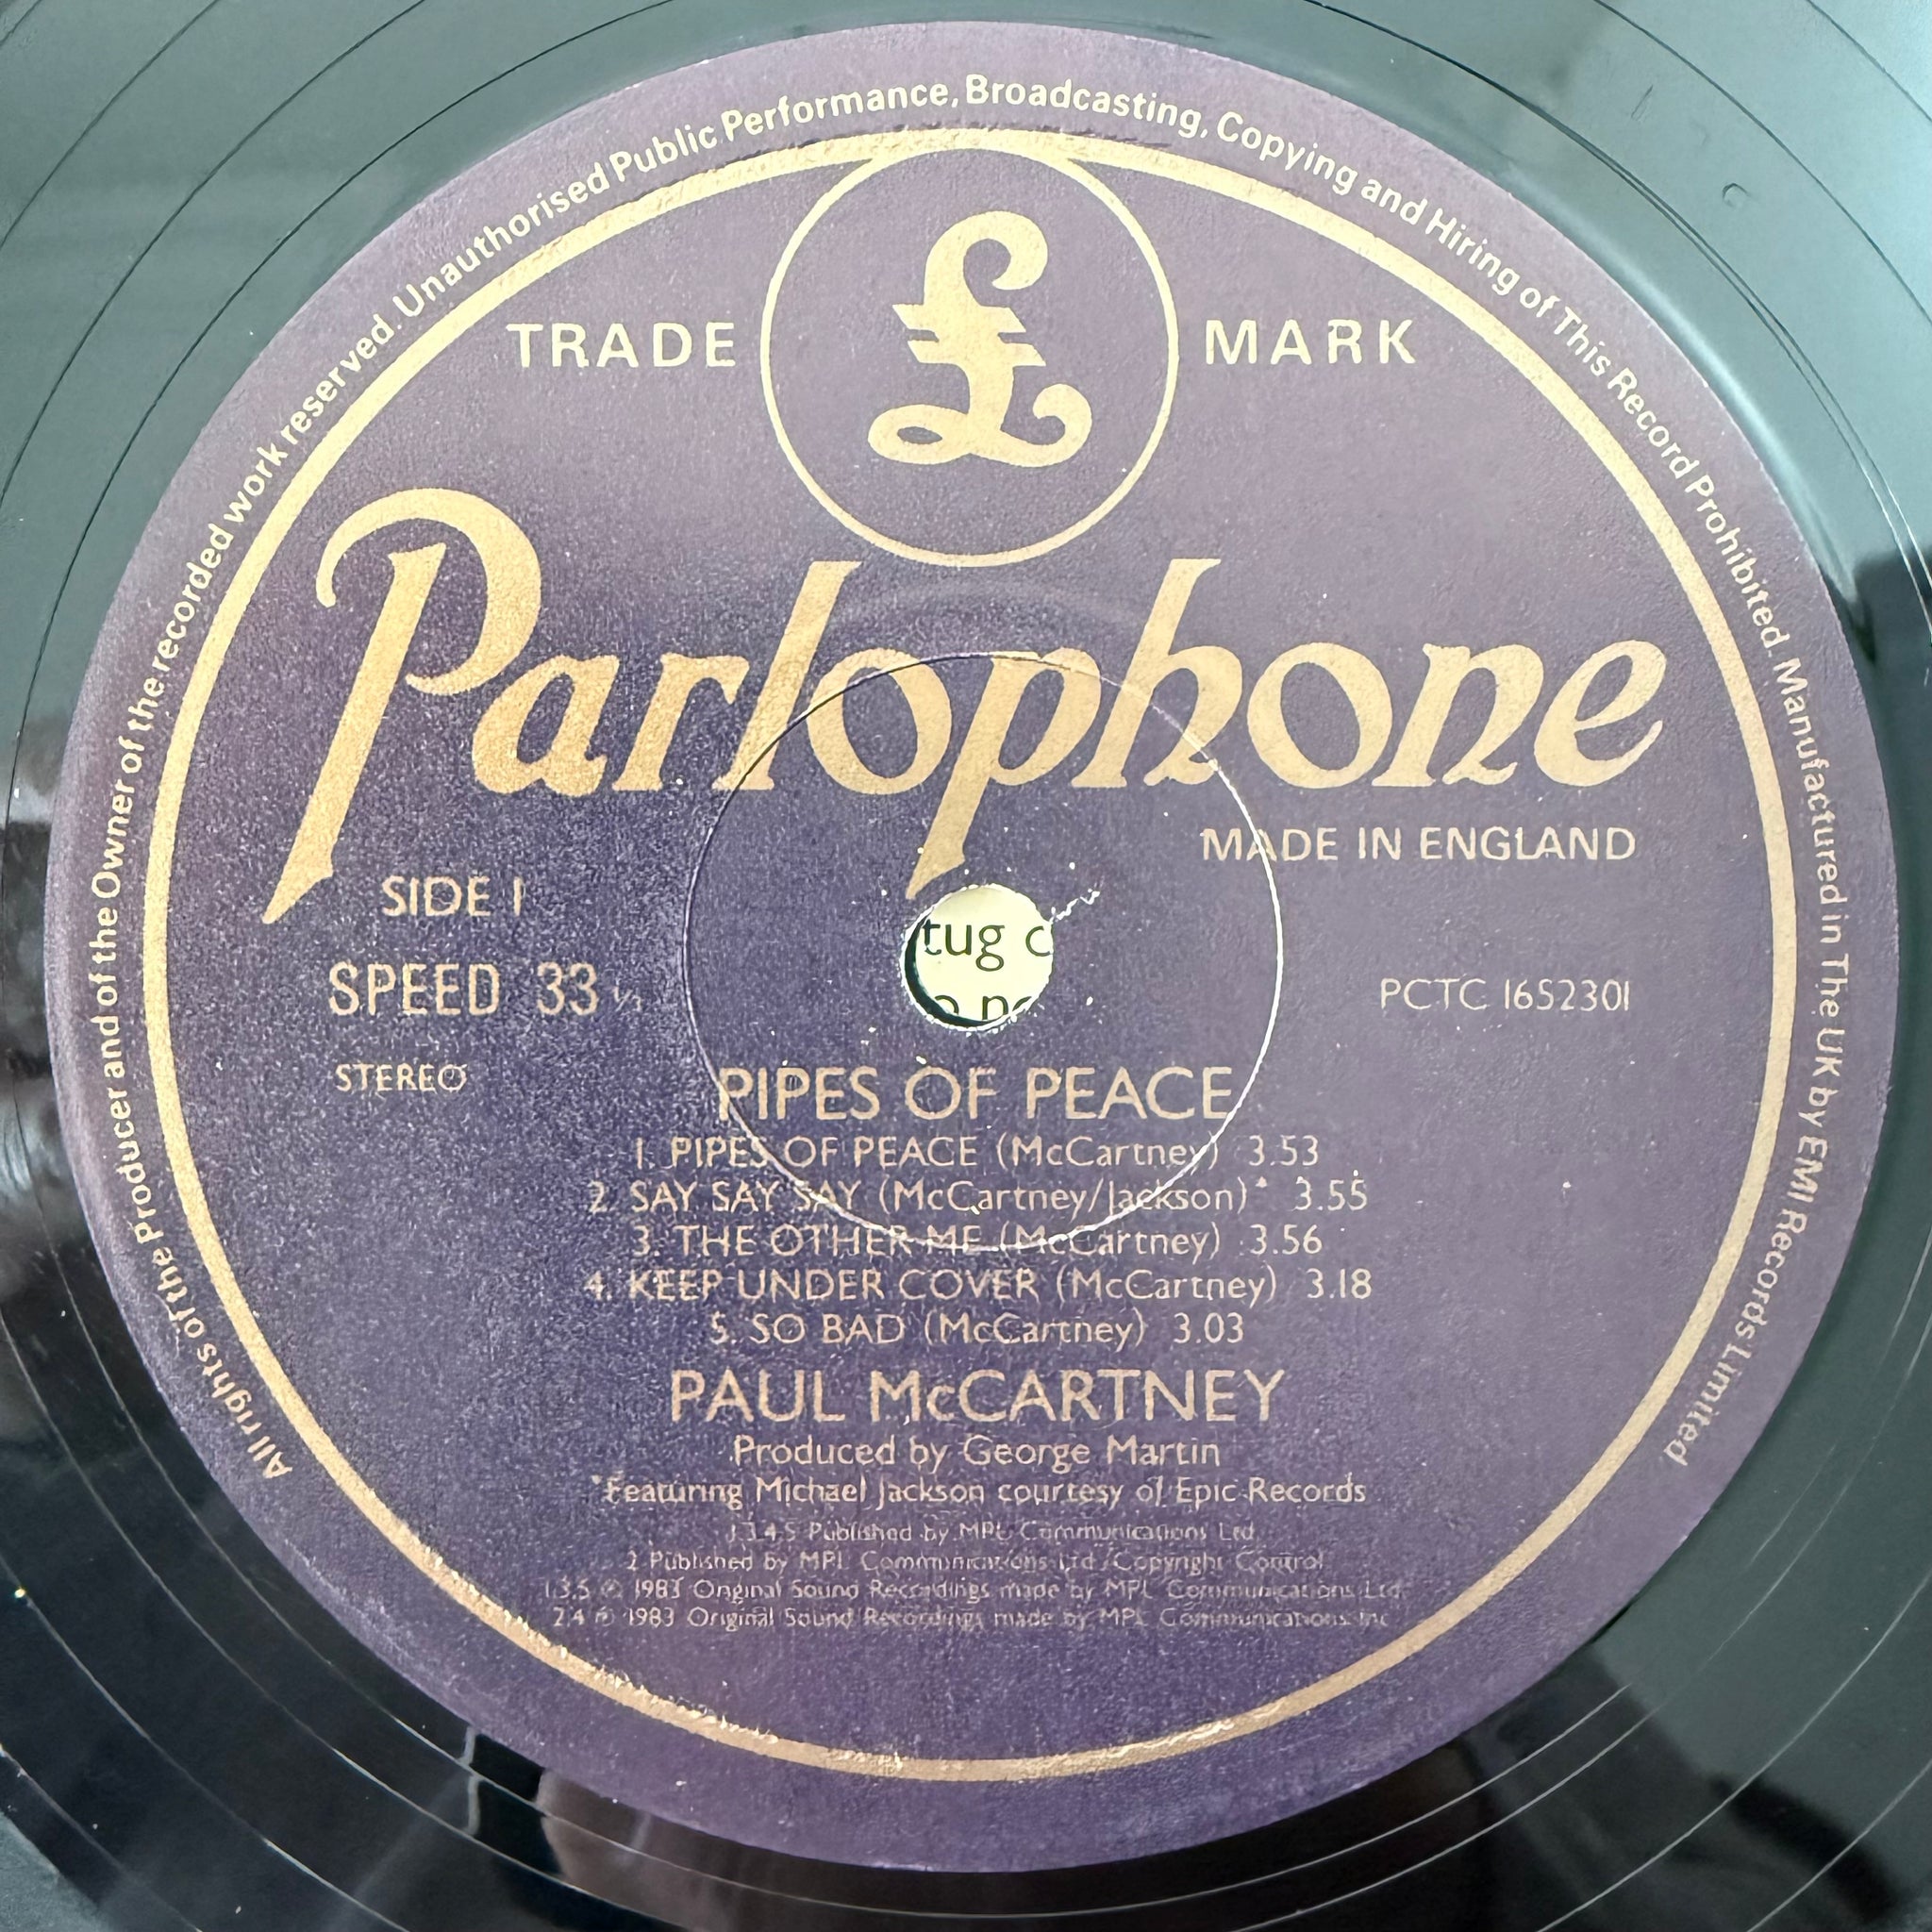 All rights of the Producer and of the Owner of the recorded work reserved. Unauthorised Public Performance, Broadcasting, Copying and Hiring of This Record Prohibited. Manufactured in The UK by EMI Records Limited
TRADE £ MARK
Parlophone
MADE IN ENGLAND
SIDE 1
SPEED 33 1/3
PCTC 1652301
STEREO
tug
PIPES OF PEACE
1. PIPES OF PEACE (McCartney) 3.53
2. SAY SAY SAY (McCartney/Jackson)* 3.55
3. THE OTHER ME (McCartney) 3.56
4. KEEP UNDER COVER (McCartney) 3.18
5. SO BAD (McCartney) 3.03
PAUL McCARTNEY
Produced by George Martin
*Featuring Michael Jackson courtesy of Epic Records
1.3.4.5 Published by MPL Communications Ltd
2 Published by MPL Communications Ltd/Copyright Control
1.3.5 ℗ 1983 Original Sound Recordings made by MPL Communications Ltd.
2.4 ℗ 1983 Original Sound Recordings made by MPL Communications Inc